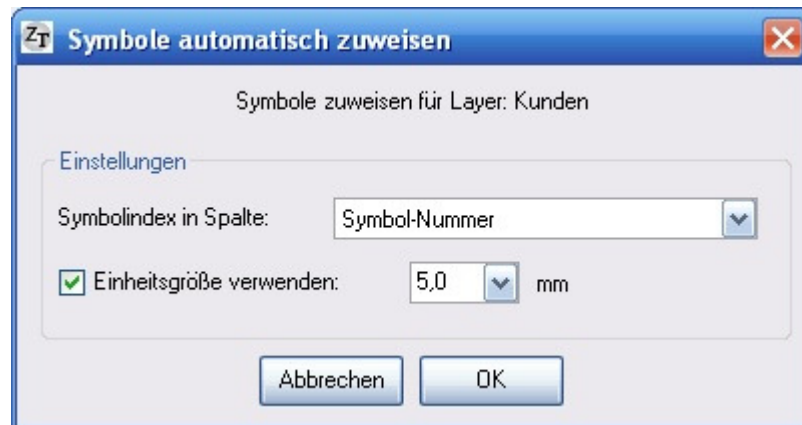 ZT Symbole automatisch zuweisen
Symbole zuweisen für Layer: Kunden
Einstellungen
Symbolindex in Spalte: Symbol-Nummer
Einheitsgröße verwenden: 5,0 mm
Abbrechen OK